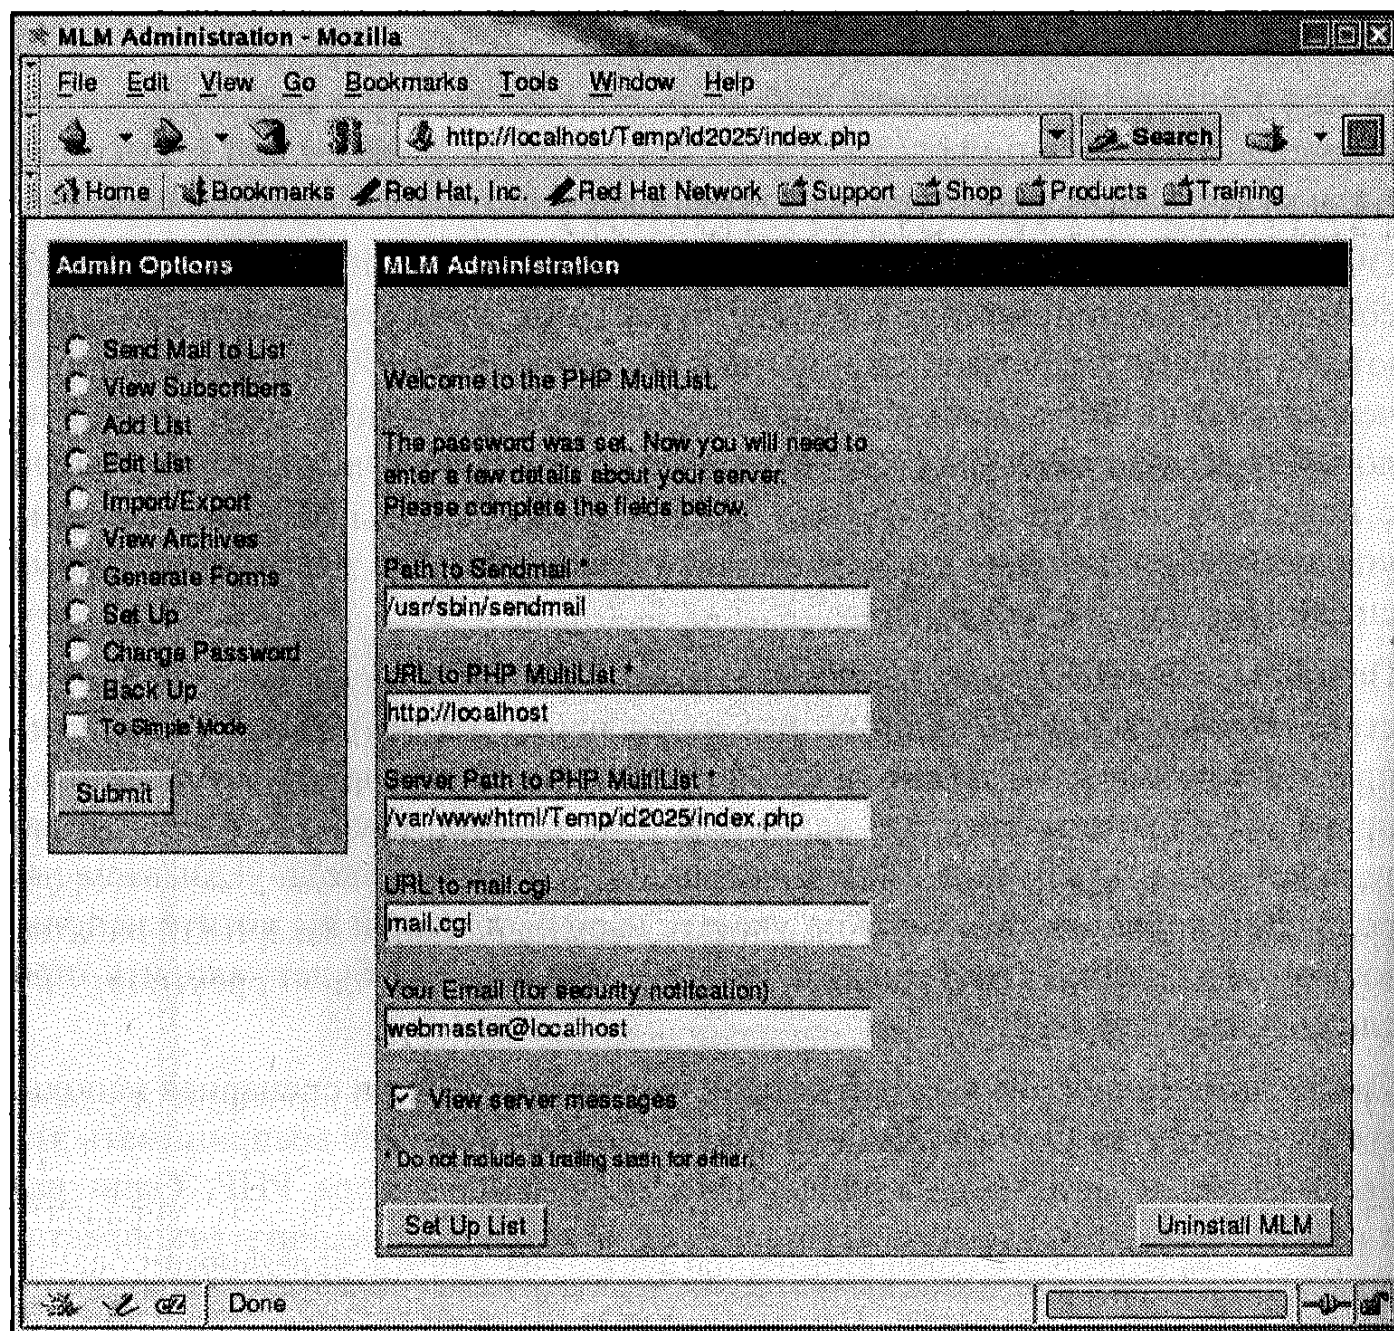 MLM Administration - Mozilla
File Edit View Go Bookmarks Tools Window Help
http://localhost/Temp/id2025/index.php Search
Home Bookmarks Red Hat, Inc. Red Hat Network Support Shop Products Training
Admin Options
Send Mail to List
View Subscribers
Add List
Edit List
Import/Export
View Archives
Generate Forms
Set Up
Change Password
Back Up
To Simple Mode
Submit
MLM Administration
Welcome to the PHP MultiList.
The password was set. Now you will need to
enter a few details about your server.
Please complete the fields below.
Path to Sendmail *
/usr/sbin/sendmail
URL to PHP MultiList *
http://localhost
Server Path to PHP MultiList *
/var/www/html/Temp/id2025/index.php
URL to mail.cgi
mail.cgi
Your Email (for security notification)
webmaster@localhost
View server messages
* Do not include a trailing slash for either.
Set Up List
Uninstall MLM
Done